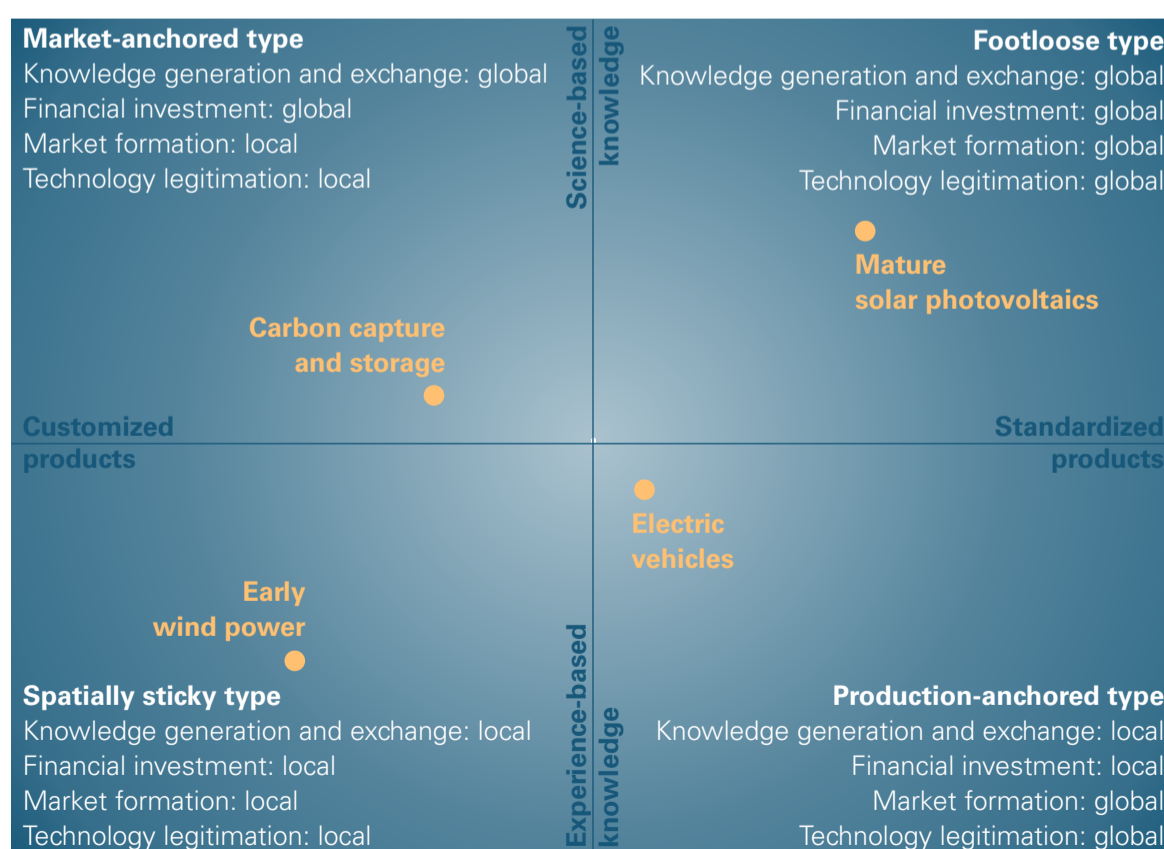 Market-anchored type
Knowledge generation and exchange: global
Financial investment: global
Market formation: local
Technology legitimation: local
Science-based
knowledge
Footloose type
Knowledge generation and exchange: global
Financial investment: global
Market formation: global
Technology legitimation: global
Mature
solar photovoltaics
Carbon capture
and storage
Customized
products
Standardized
products
Electric
vehicles
Early
wind power
Spatially sticky type
Knowledge generation and exchange: local
Financial investment: local
Market formation: local
Technology legitimation: local
Experience-based
knowledge
Production-anchored type
Knowledge generation and exchange: local
Financial investment: local
Market formation: global
Technology legitimation: global